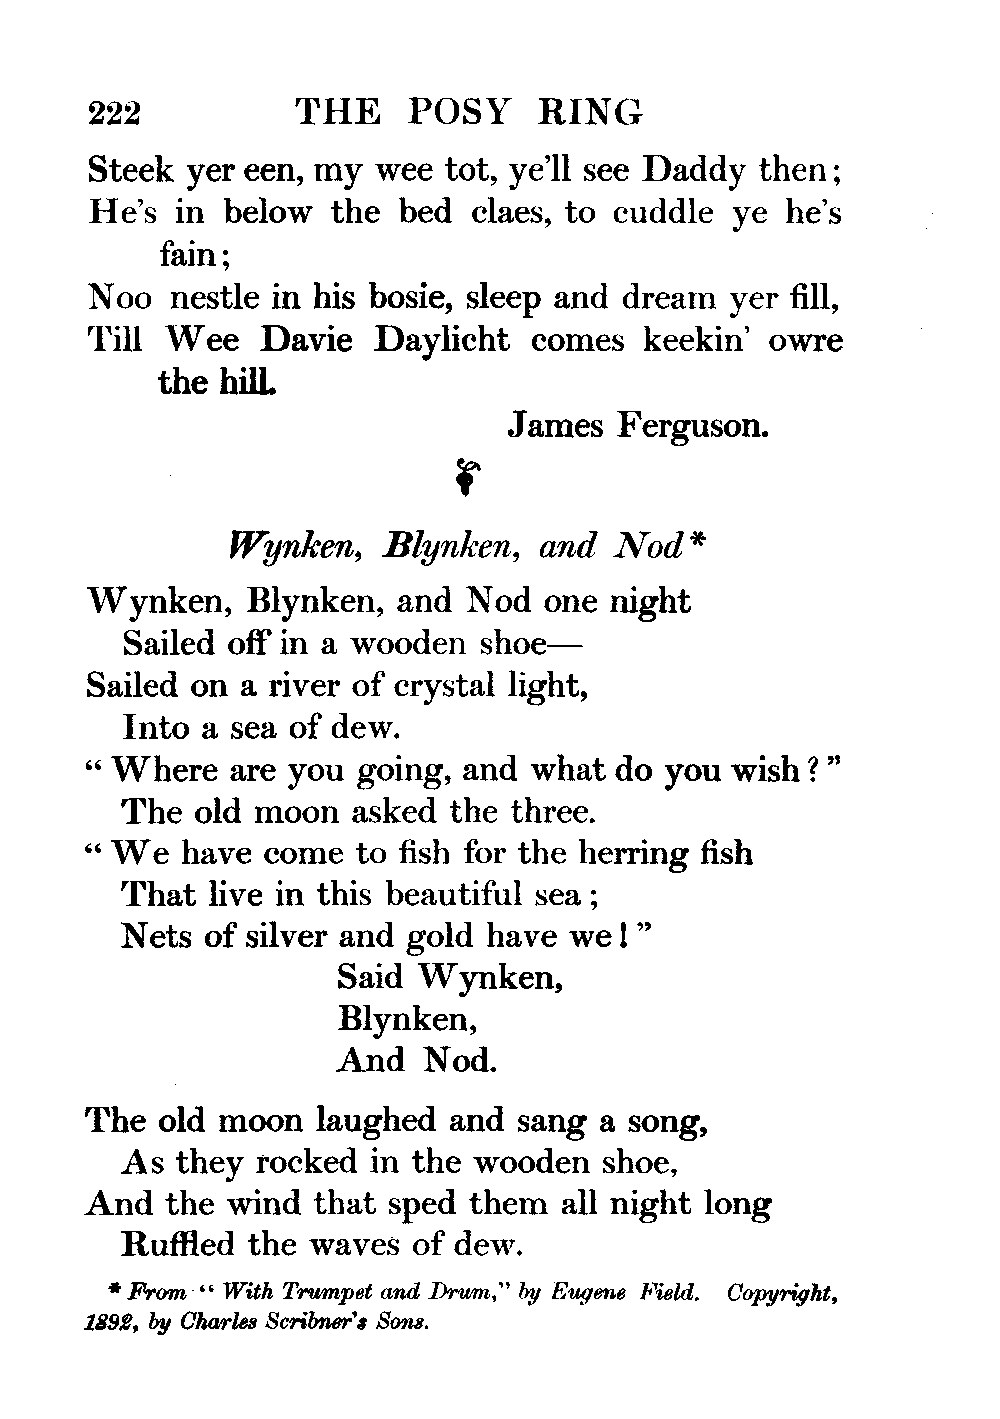 222 THE POSY RING
Steek yer een, my wee tot, ye'll see Daddy then;
He's in below the bed claes, to cuddle ye he's
fain;
Noo nestle in his bosie, sleep and dream yer fill,
Till Wee Davie Daylicht comes keekin' owre
the hill.
James Ferguson.
Wynken, Blynken, and Nod*
Wynken, Blynken, and Nod one night
Sailed off in a wooden shoe—
Sailed on a river of crystal light,
Into a sea of dew.
“Where are you going, and what do you wish?”
The old moon asked the three.
“We have come to fish for the herring fish
That live in this beautiful sea;
Nets of silver and gold have we!”
Said Wynken,
Blynken,
And Nod.
The old moon laughed and sang a song,
As they rocked in the wooden shoe,
And the wind that sped them all night long
Ruffled the waves of dew.
* From “With Trumpet and Drum,” by Eugene Field. Copyright,
1892, by Charles Scribner's Sons.